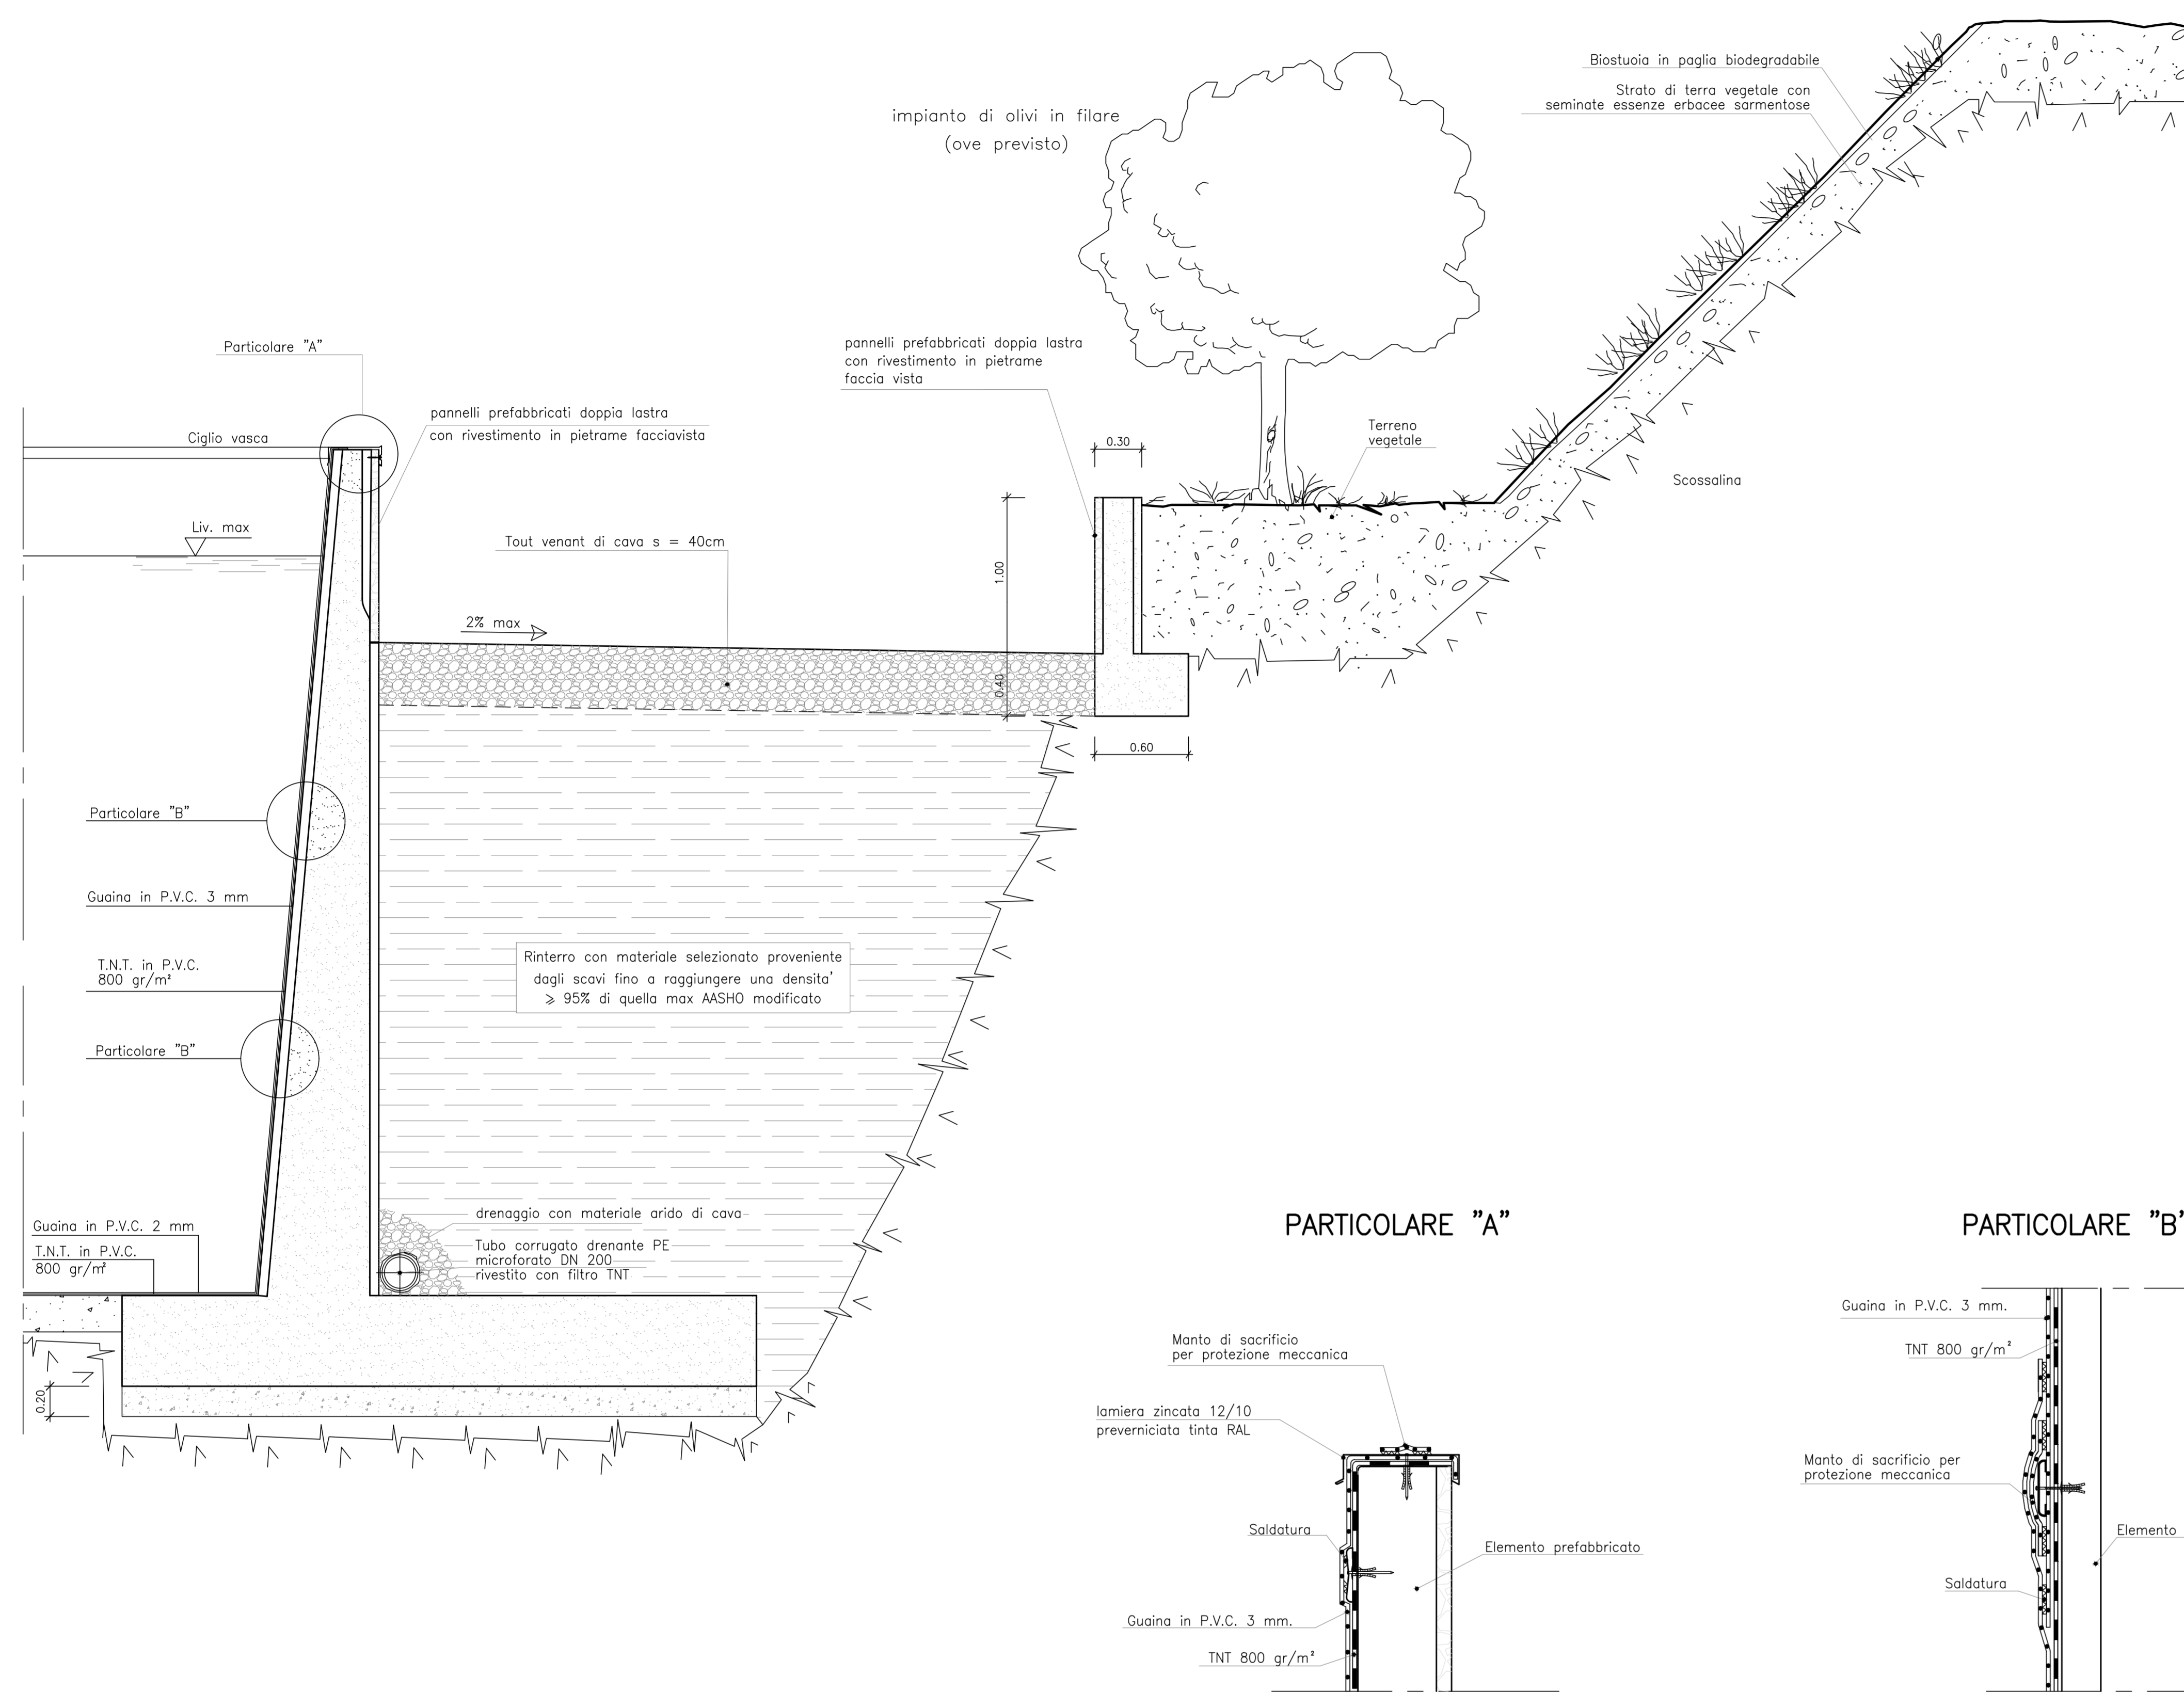 Biostuoia in paglia biodegradabile
Strato di terra vegetale con
seminate essenze erbacee sarmentose
impianto di olivi in filare
(ove previsto)
Particolare "A"
pannelli prefabbricati doppia lastra
con rivestimento in pietrame
faccia vista
pannelli prefabbricati doppia lastra
con rivestimento in pietrame facciavista
Ciglio vasca
Terreno
vegetale
0.30
Scossalina
Liv. max
Tout venant di cava s = 40cm
1.00
2% max
0.40
0.60
Particolare "B"
Guaina in P.V.C. 3 mm
T.N.T. in P.V.C.
800 gr/m²
Rinterro con materiale selezionato proveniente
dagli scavi fino a raggiungere una densita'
⩾ 95% di quella max AASHO modificato
Particolare "B"
drenaggio con materiale arido di cava
Guaina in P.V.C. 2 mm
T.N.T. in P.V.C.
800 gr/m²
Tubo corrugato drenante PE
microforato DN 200
rivestito con filtro TNT
0.20
PARTICOLARE "A"
Manto di sacrificio
per protezione meccanica
lamiera zincata 12/10
preverniciata tinta RAL
Saldatura
Elemento prefabbricato
Guaina in P.V.C. 3 mm.
TNT 800 gr/m²
PARTICOLARE "B"
Guaina in P.V.C. 3 mm.
TNT 800 gr/m²
Manto di sacrificio per
protezione meccanica
Elemento
Saldatura